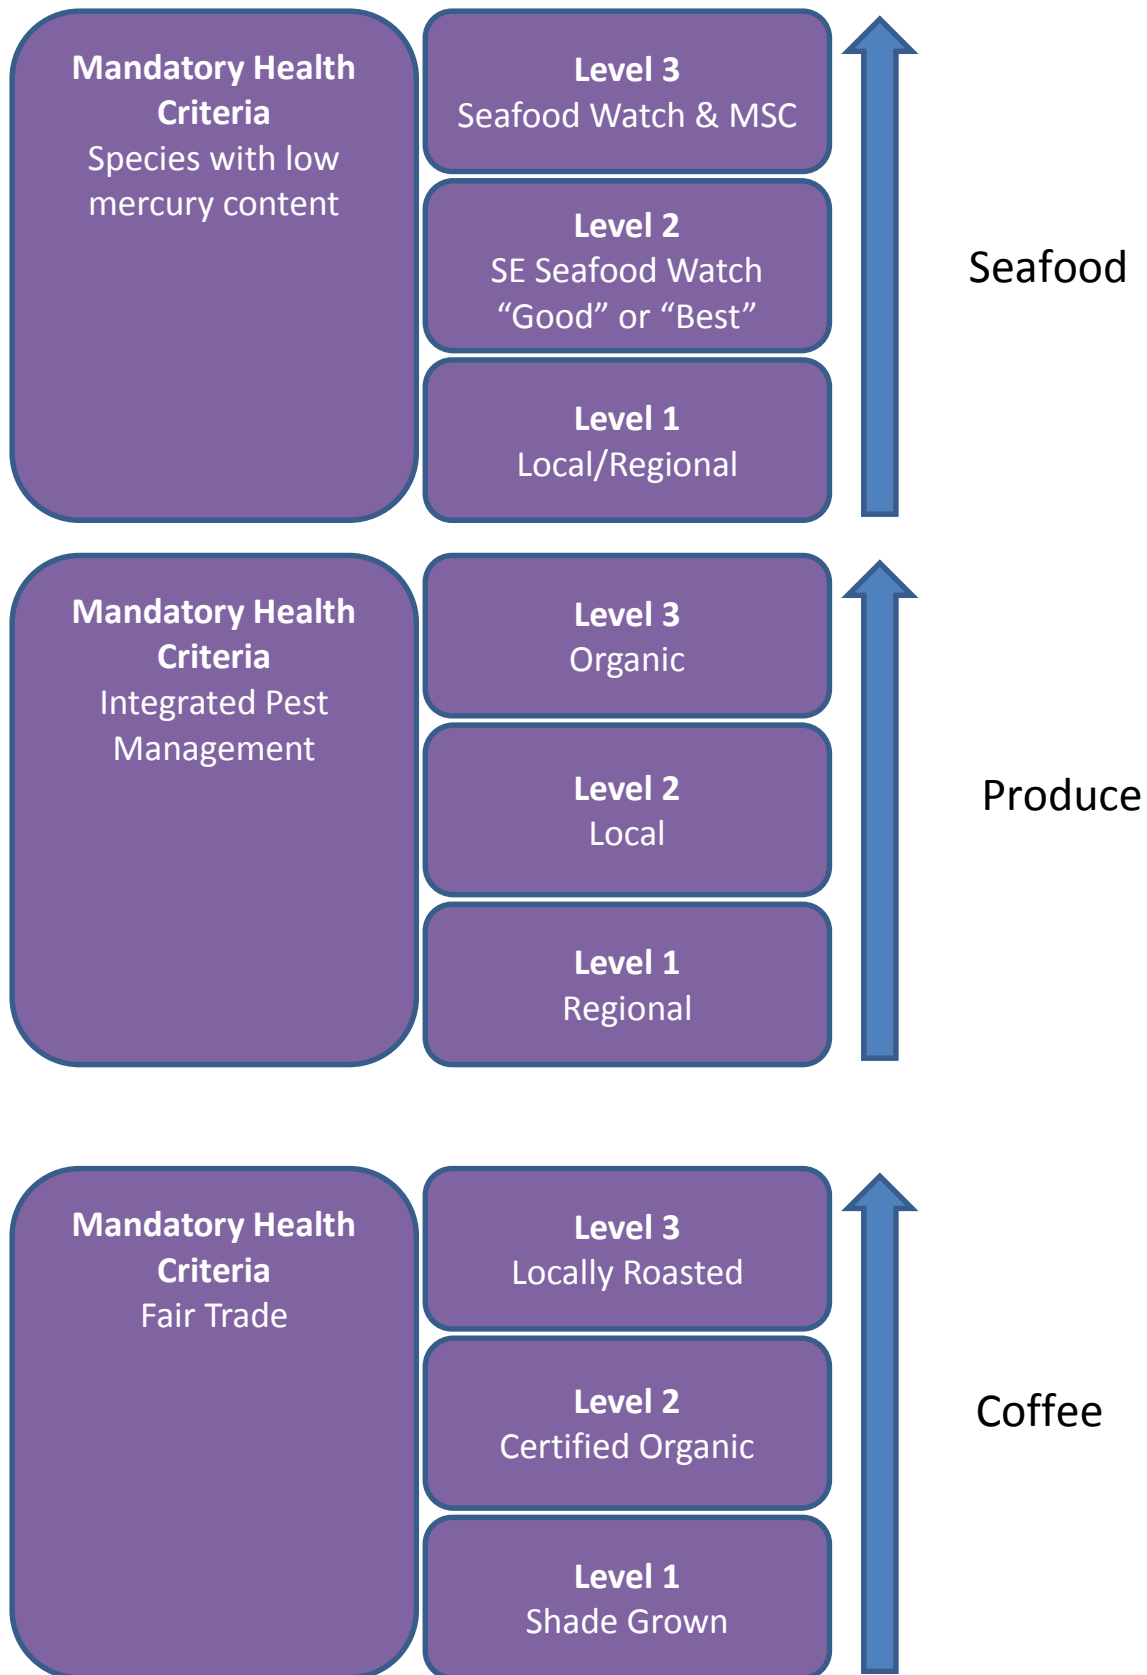 Mandatory Health
Criteria
Species with low
mercury content
Level 3
Seafood Watch & MSC
Level 2
SE Seafood Watch
“Good” or “Best”
Level 1
Local/Regional
Seafood
Mandatory Health
Criteria
Integrated Pest
Management
Level 3
Organic
Level 2
Local
Level 1
Regional
Produce
Mandatory Health
Criteria
Fair Trade
Level 3
Locally Roasted
Level 2
Certified Organic
Level 1
Shade Grown
Coffee